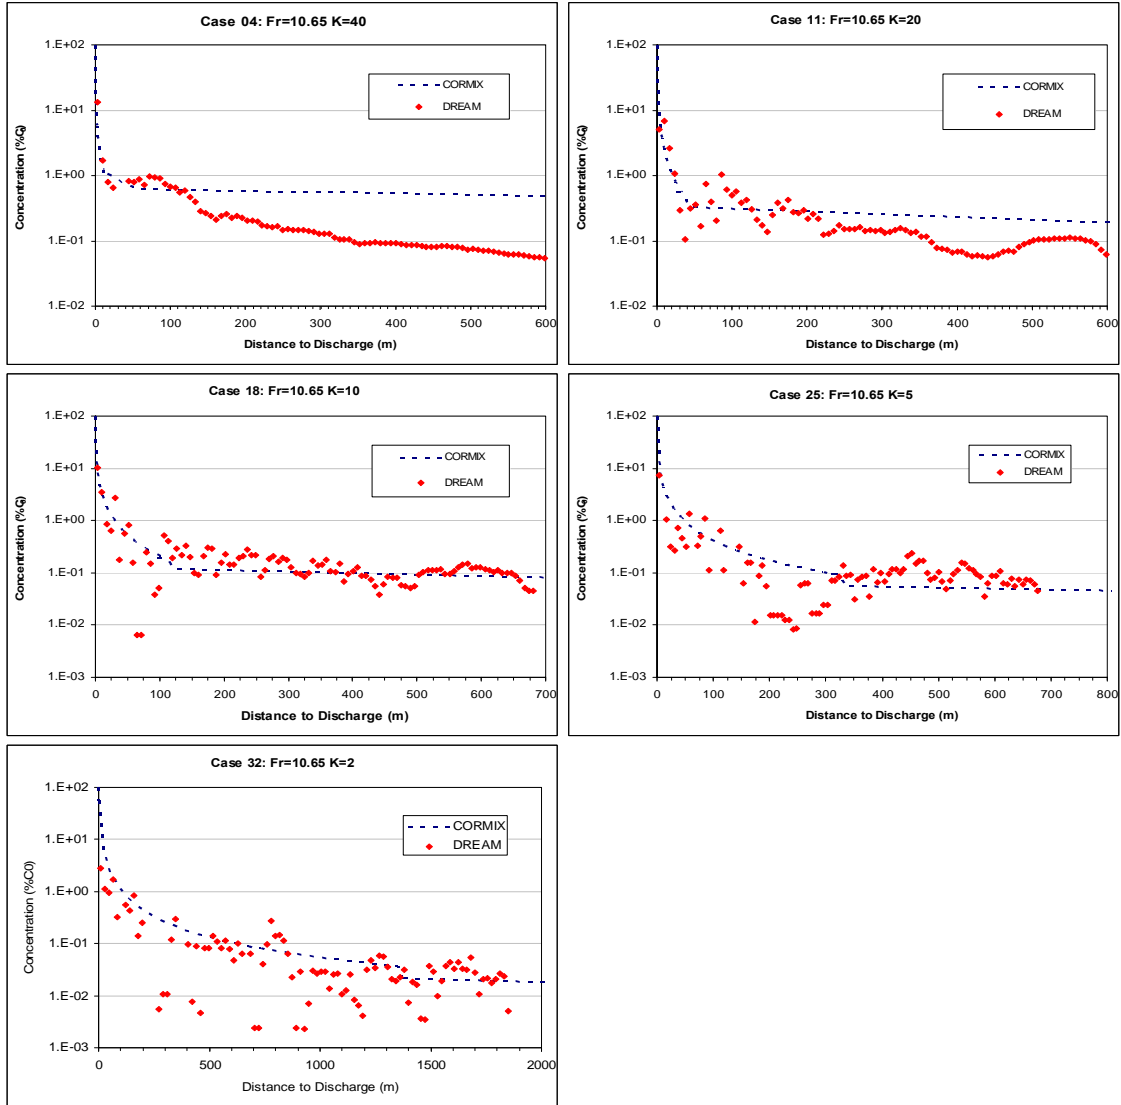 Case 04: Fr=10.65 K=40
Concentration (%C0)
1.E+02
1.E+01
1.E+00
1.E-01
1.E-02
CORMIX
DREAM
0 100 200 300 400 500 600
Distance to Discharge (m)
Case 11: Fr=10.65 K=20
Concentration (%C0)
1.E+02
1.E+01
1.E+00
1.E-01
1.E-02
CORMIX
DREAM
0 100 200 300 400 500 600
Distance to Discharge (m)
Case 18: Fr=10.65 K=10
Concentration (%C0)
1.E+02
1.E+01
1.E+00
1.E-01
1.E-02
1.E-03
CORMIX
DREAM
0 100 200 300 400 500 600 700
Distance to Discharge (m)
Case 25: Fr=10.65 K=5
Concentration (%C0)
1.E+02
1.E+01
1.E+00
1.E-01
1.E-02
1.E-03
CORMIX
DREAM
0 100 200 300 400 500 600 700 800
Distance to Discharge (m)
Case 32: Fr=10.65 K=2
Concentration (%C0)
1.E+02
1.E+01
1.E+00
1.E-01
1.E-02
1.E-03
CORMIX
DREAM
0 500 1000 1500 2000
Distance to Discharge (m)